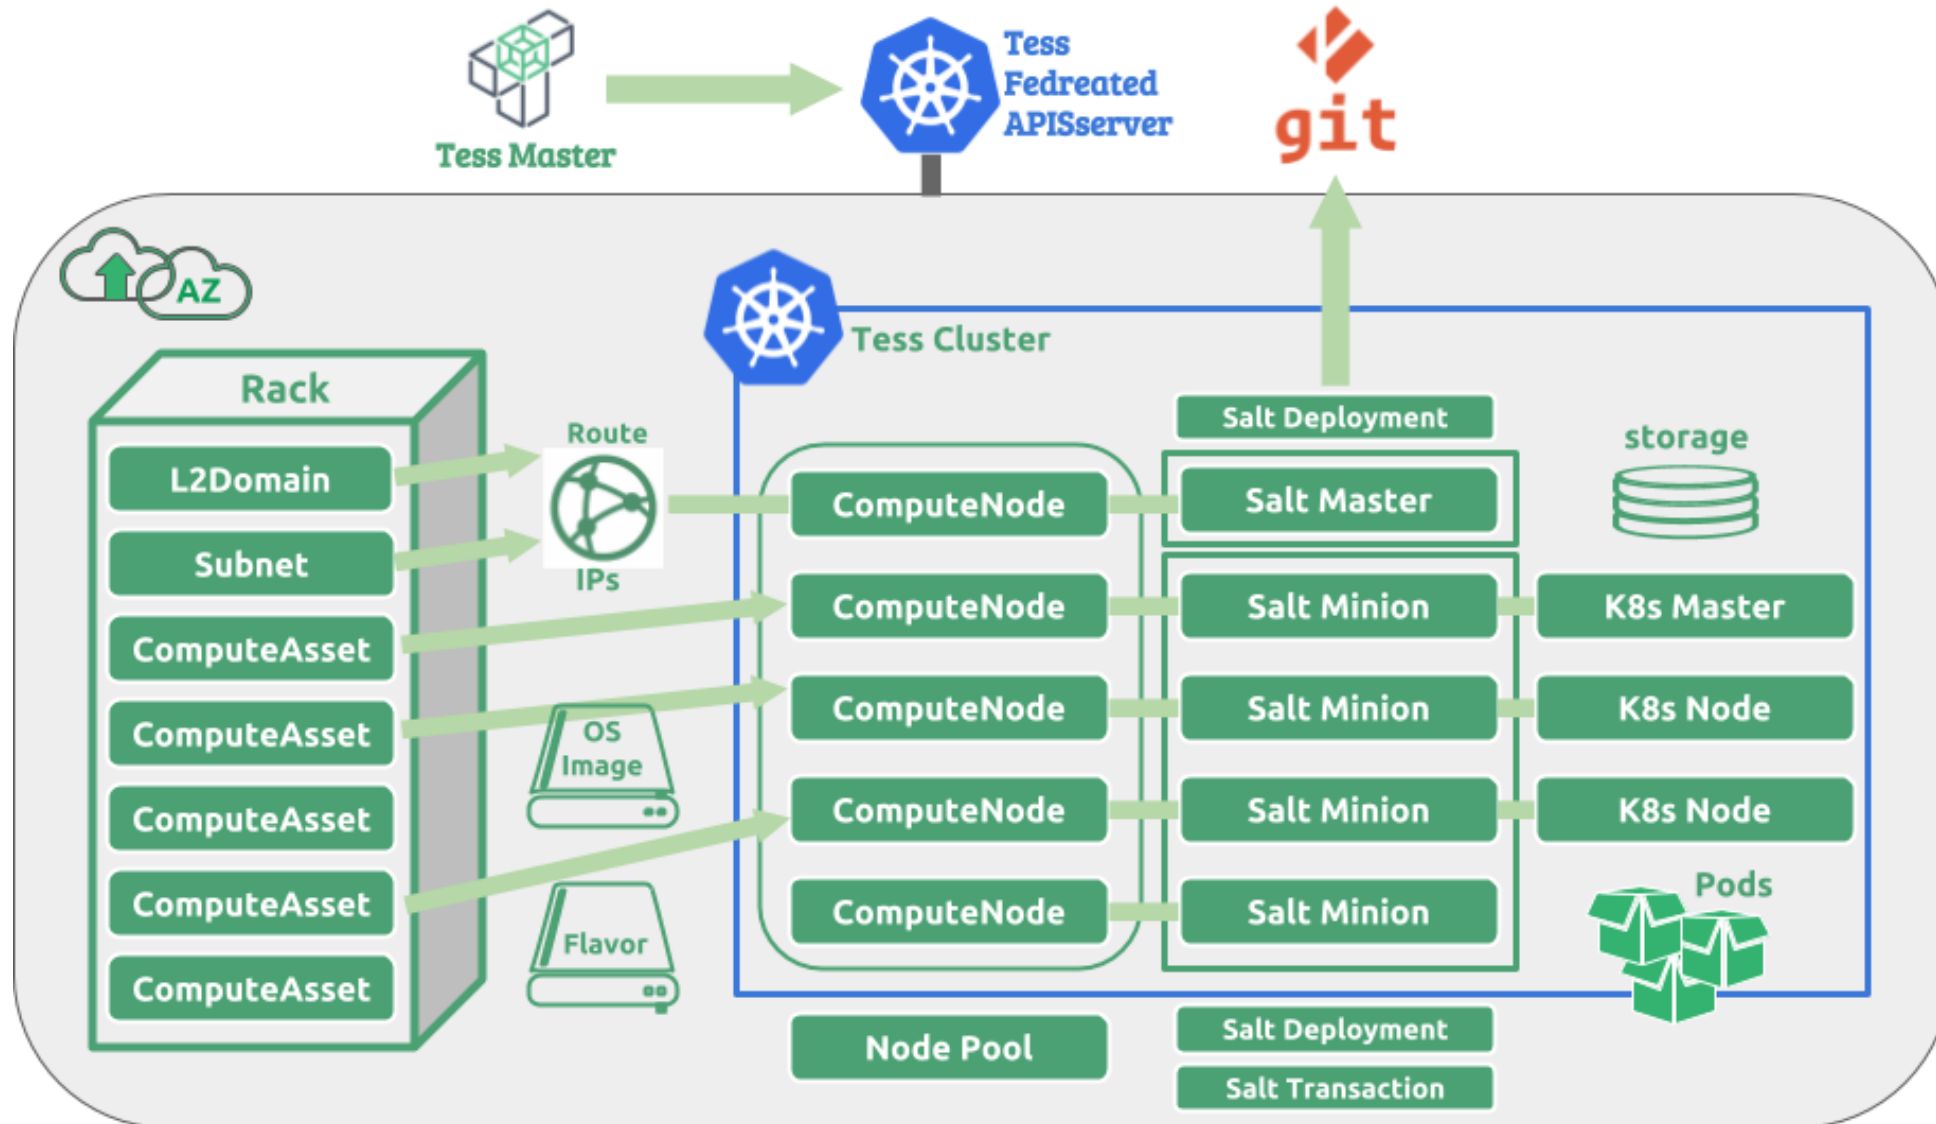 Tess Master
Tess
Fedreated
APISserver
git
AZ
Tess Cluster
Rack
L2Domain
Subnet
ComputeAsset
ComputeAsset
ComputeAsset
ComputeAsset
ComputeAsset
Route
IPs
OS
Image
Flavor
ComputeNode
ComputeNode
ComputeNode
ComputeNode
ComputeNode
Node Pool
Salt Deployment
Salt Master
Salt Minion
Salt Minion
Salt Minion
Salt Minion
Salt Deployment
Salt Transaction
storage
K8s Master
K8s Node
K8s Node
Pods